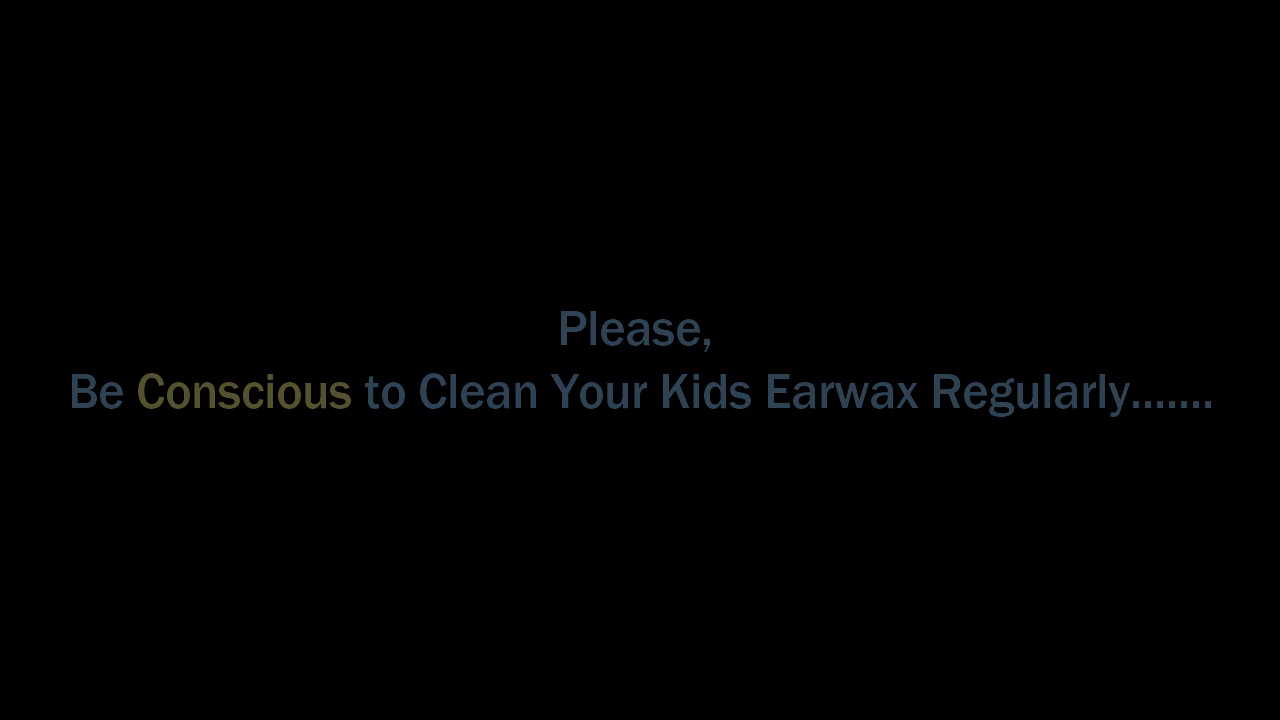 Please,
Be Conscious to Clean Your Kids Earwax Regularly.......